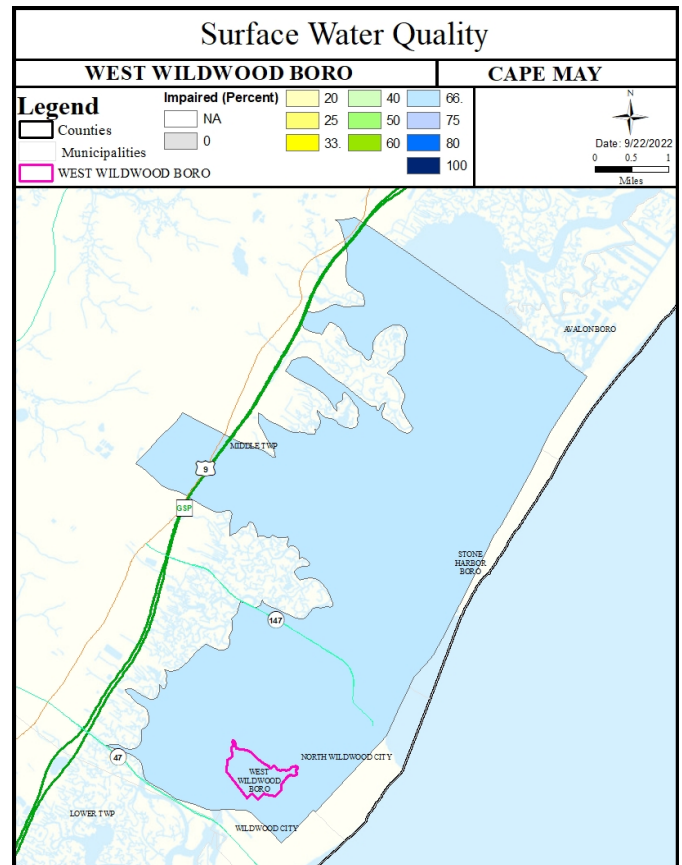 Surface Water Quality
WEST WILDWOOD BORO
CAPE MAY
Legend
Counties
Municipalities
WEST WILDWOOD BORO
Impaired (Percent)
NA
0
20
25
33.
40
50
60
66.
75
80
100
N
Date: 9/22/2022
0 0.5 1
Miles
AVALON BORO
MIDDLE TWP
9
GSP
STONE
HARBOR
BORO
147
47
NORTH WILDWOOD CITY
WEST
WILDWOOD
BORO
LOWER TWP
WILDWOOD CITY